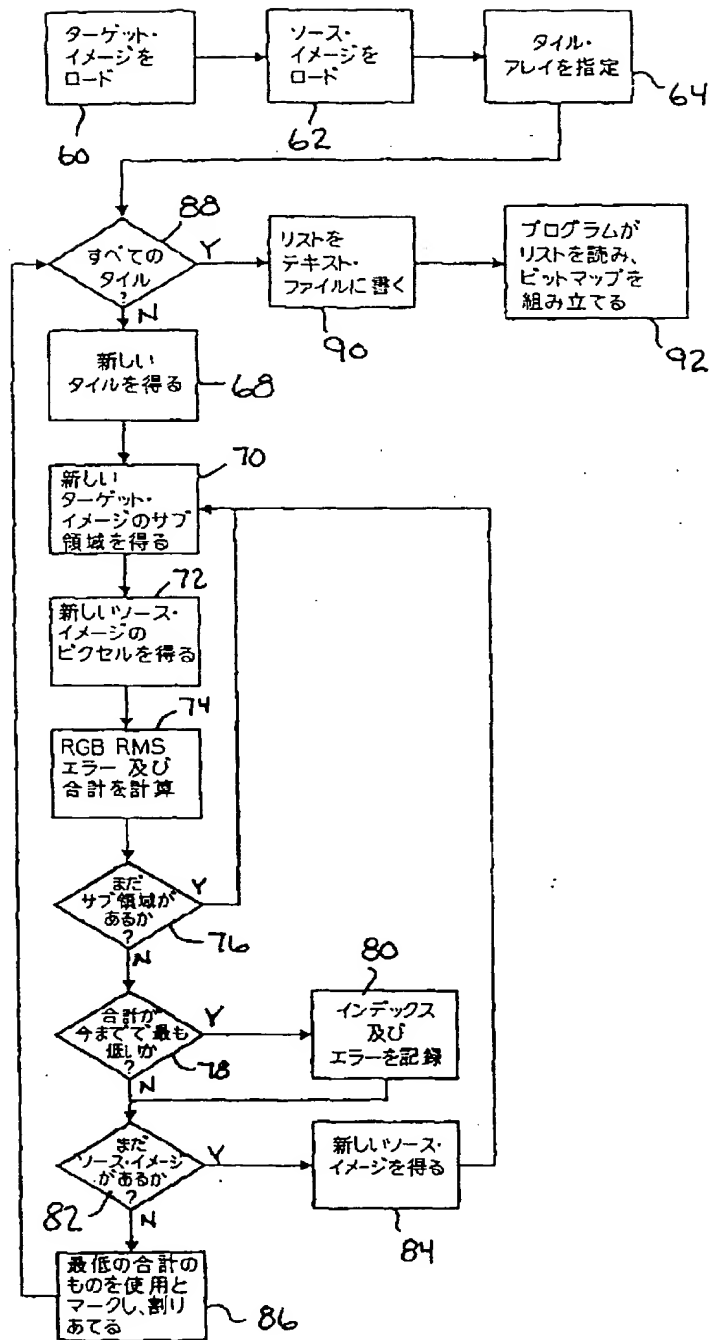 ターゲット・
イメージを
ロード
60
ソース・
イメージを
ロード
62
タイル・
アレイを指定
64
88
すべての
タイル
?
Y
N
リストを
テキスト・
ファイルに書く
90
プログラムが
リストを読み、
ビットマップを
組み立てる
92
新しい
タイルを得る
68
70
新しい
ターゲット・
イメージのサブ
領域を得る
72
新しいソース・
イメージの
ピクセルを得る
74
RGB RMS
エラー及び
合計を計算
まだ
サブ領域が
あるか
?
Y
76
N
合計が
今までで最も
低いか
?
Y
78
N
80
インデックス
及び
エラーを記録
まだ
ソース・イメージ
があるか
?
Y
82
N
新しいソース・
イメージを得る
84
最低の合計の
ものを使用と
マークし、割り
あてる
86